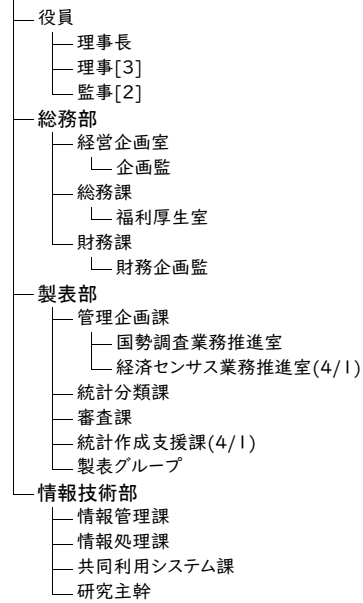 役員
理事長
理事[3]
監事[2]
総務部
経営企画室
企画監
総務課
福利厚生室
財務課
財務企画監
製表部
管理企画課
国勢調査業務推進室
経済センサス業務推進室(4/1)
統計分類課
審査課
統計作成支援課(4/1)
製表グループ
情報技術部
情報管理課
情報処理課
共同利用システム課
研究主幹